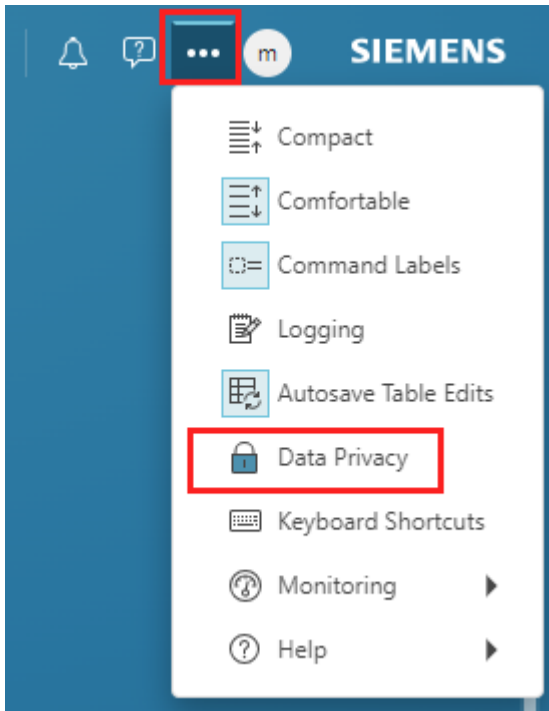 m SIEMENS
Compact
Comfortable
Command Labels
Logging
Autosave Table Edits
Data Privacy
Keyboard Shortcuts
Monitoring
Help